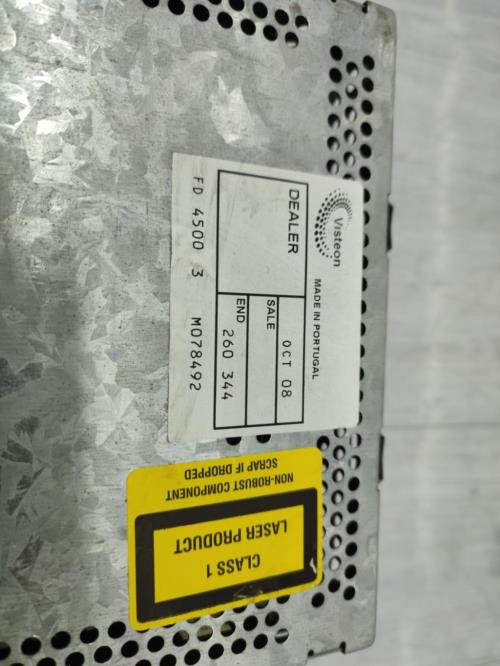 Visteon
MADE IN PORTUGAL
DEALER
OCT 08
SALE
END 260 344
FD 4500 3 M078492
NON-ROBUST COMPONENT
SCRAP IF DROPPED
CLASS 1
LASER PRODUCT